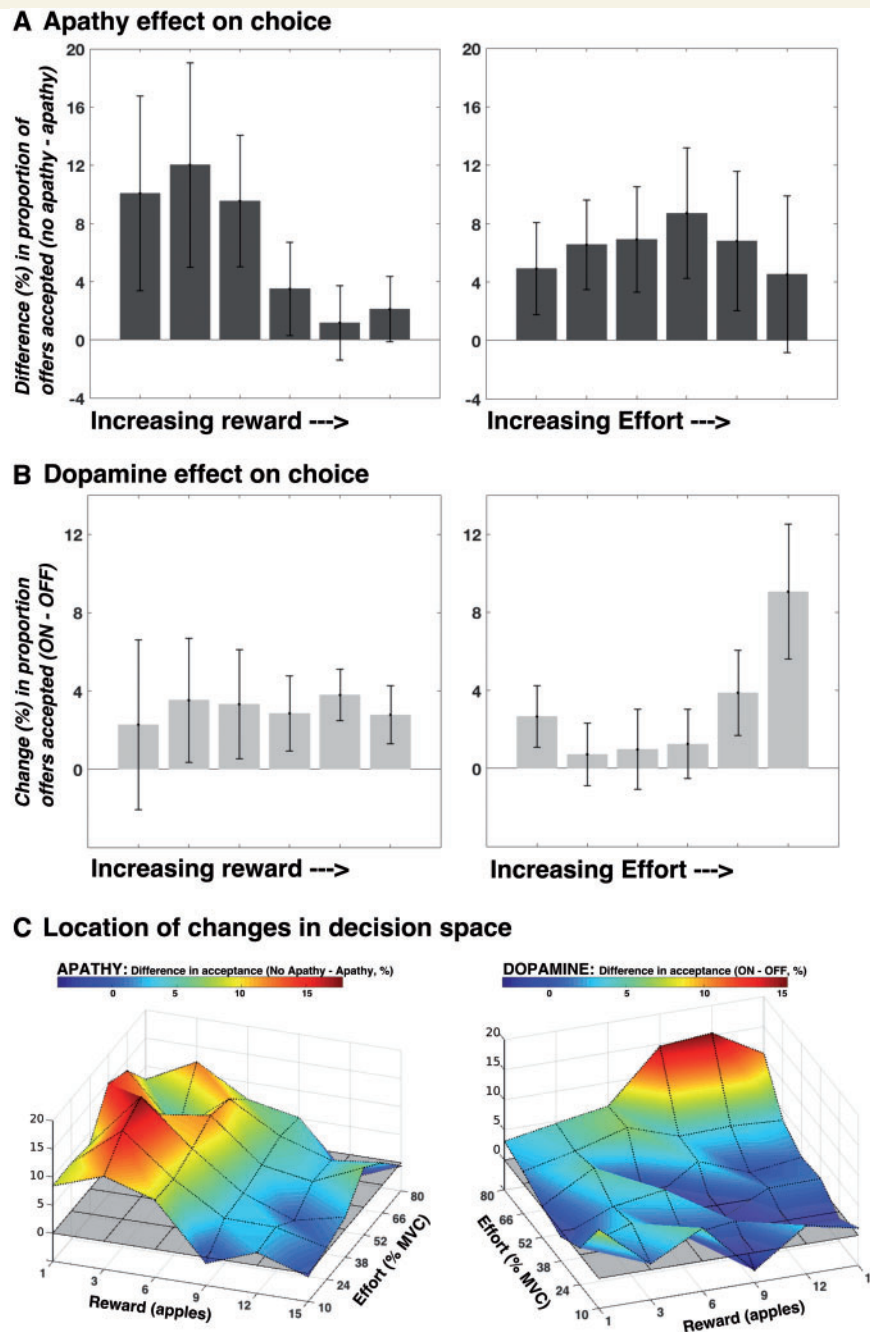 A Apathy effect on choice
Difference (%) in proportion of
offers accepted (no apathy - apathy)
20
16
12
8
4
0
-4
Increasing reward --->
20
16
12
8
4
0
-4
Increasing Effort --->
B Dopamine effect on choice
Change (%) in proportion
offers accepted (ON - OFF)
12
8
4
0
Increasing reward --->
12
8
4
0
Increasing Effort --->
C Location of changes in decision space
APATHY: Difference in acceptance (No Apathy - Apathy, %)
0 5 10 15
20
15
10
5
0
1 3 6 9 12 15
Reward (apples)
10 24 38 52 66 80
Effort (% MVC)
DOPAMINE: Difference in acceptance (ON - OFF, %)
0 5 10 15
20
15
10
5
0
80 66 52 38 24 10
Effort (% MVC)
1 3 6 9 12 1
Reward (apples)